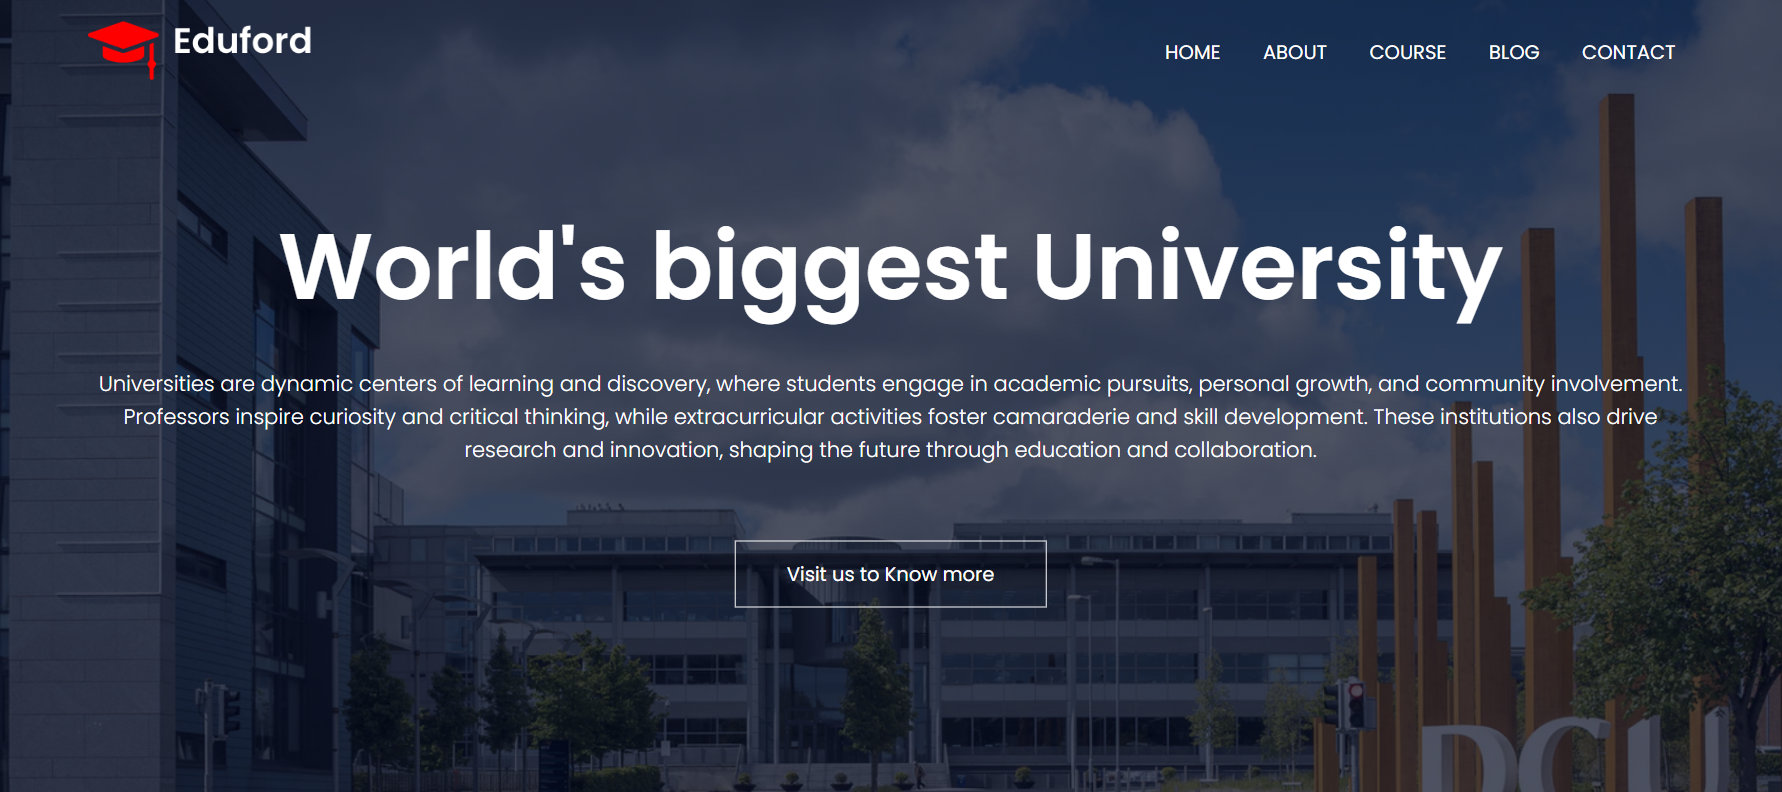 Eduford
HOME ABOUT COURSE BLOG CONTACT
World's biggest University
Universities are dynamic centers of learning and discovery, where students engage in academic pursuits, personal growth, and community involvement.
Professors inspire curiosity and critical thinking, while extracurricular activities foster camaraderie and skill development. These institutions also drive
research and innovation, shaping the future through education and collaboration.
Visit us to Know more
DCU